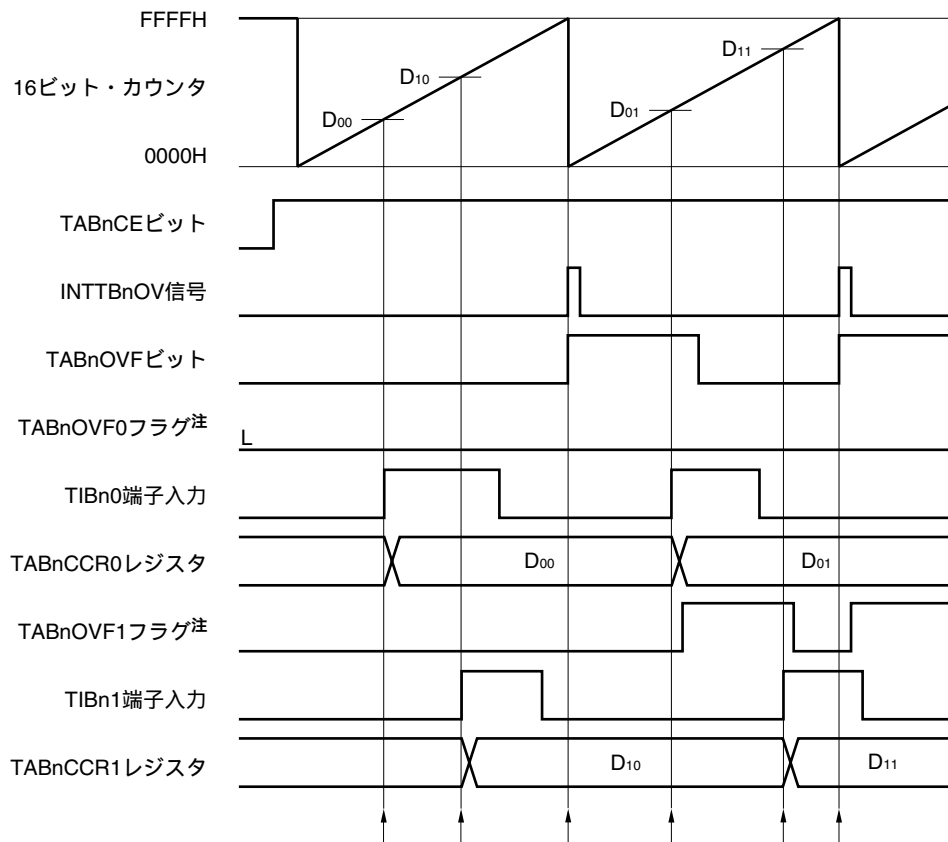 FFFFH
16ビット・カウンタ
D10
D11
D00
D01
0000H
TABnCEビット
INTTBnOV信号
TABnOVFビット
TABnOVF0フラグ注
L
TIBn0端子入力
TABnCCR0レジスタ
D00
D01
TABnOVF1フラグ注
TIBn1端子入力
TABnCCR1レジスタ
D10
D11